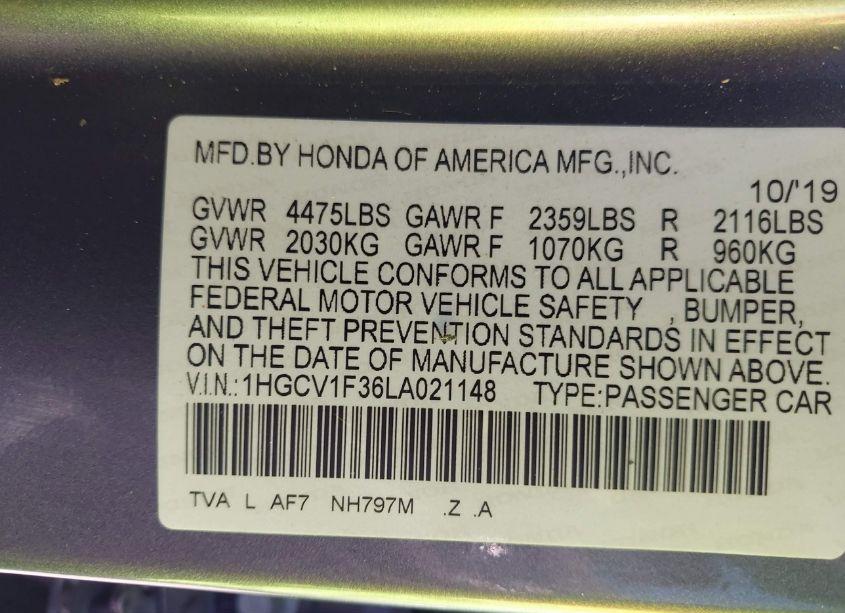 MFD.BY HONDA OF AMERICA MFG.,INC.
10/'19
GVWR 4475LBS GAWR F 2359LBS R 2116LBS
GVWR 2030KG GAWR F 1070KG R 960KG
THIS VEHICLE CONFORMS TO ALL APPLICABLE
FEDERAL MOTOR VEHICLE SAFETY , BUMPER,
AND THEFT PREVENTION STANDARDS IN EFFECT
ON THE DATE OF MANUFACTURE SHOWN ABOVE.
V.I.N.:1HGCV1F36LA021148 TYPE:PASSENGER CAR
TVA L AF7 NH797M .Z .A